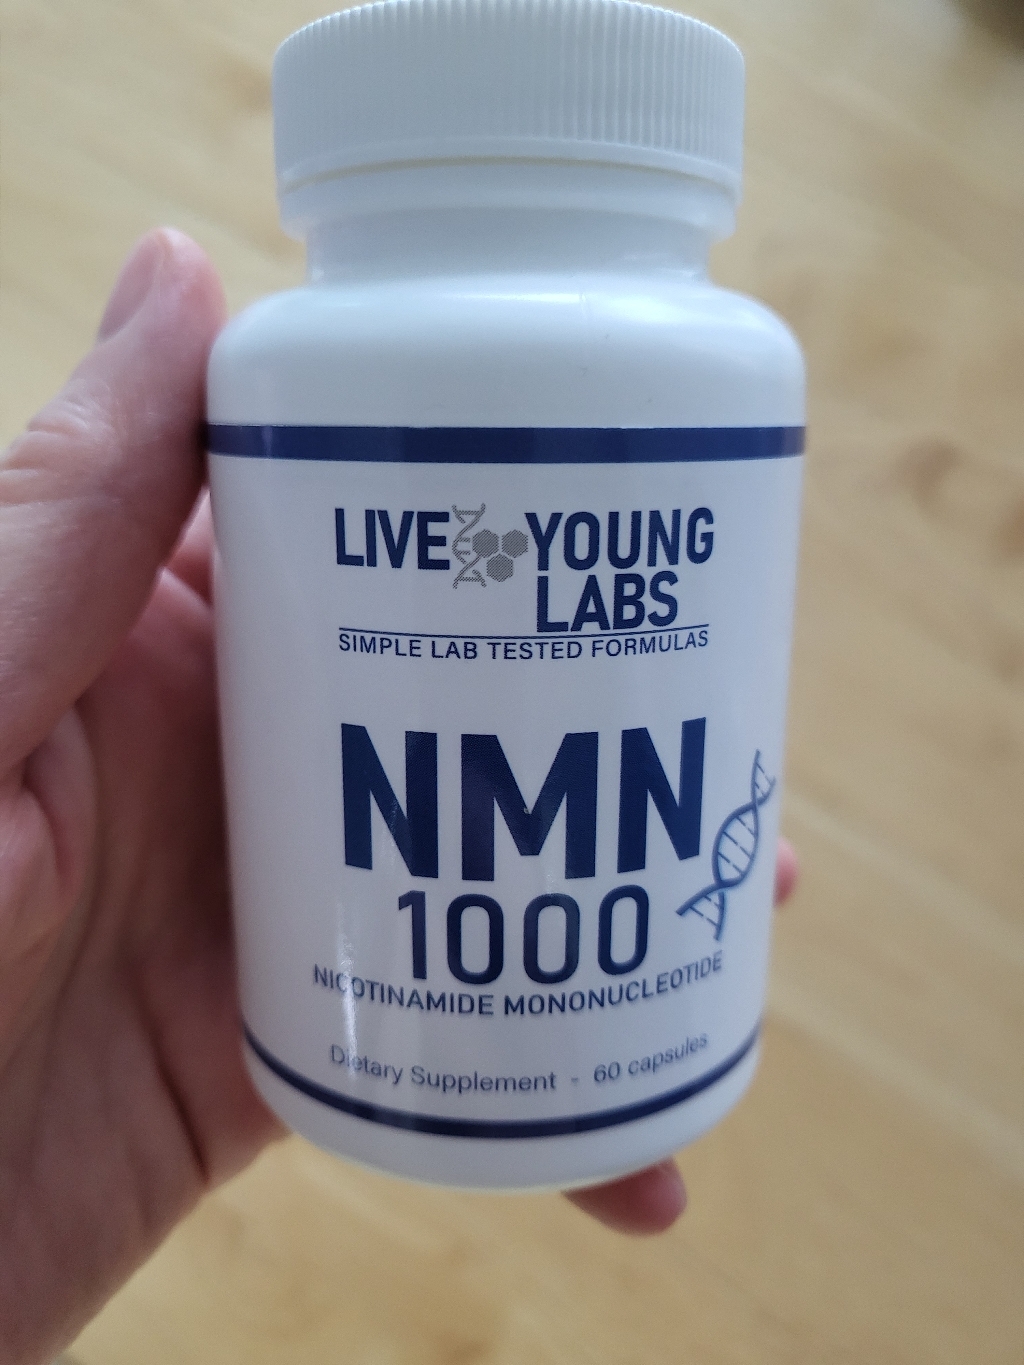 LIVE YOUNG
LABS
SIMPLE LAB TESTED FORMULAS
NMN
1000
NICOTINAMIDE MONONUCLEOTIDE
Dietary Supplement - 60 capsules